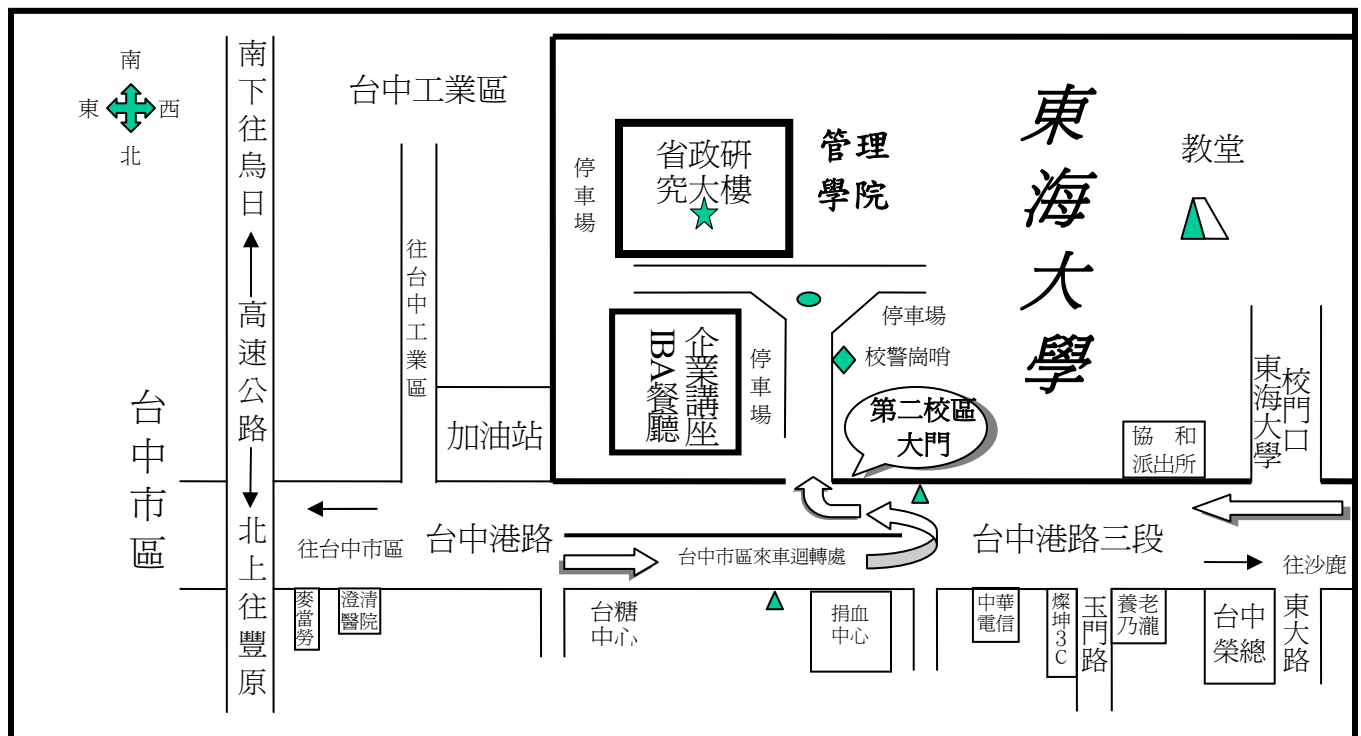 南
東
西
北
南下往烏日
高速公路
北上往豐原
台中市區
台中工業區
往台中工業區
加油站
停車場
省政研
究大樓
管理
學院
東海大學
教堂
企業講座
IBA餐廳
停車場
停車場
校警崗哨
第二校區
大門
協和
派出所
校門口
東海大學
往台中市區
台中港路
台中市區來車迴轉處
台中港路三段
往沙鹿
麥當勞
澄清
醫院
台糖
中心
捐血
中心
中華
電信
燦坤3C
玉門路
養老
乃瀧
台中
榮總
東大路